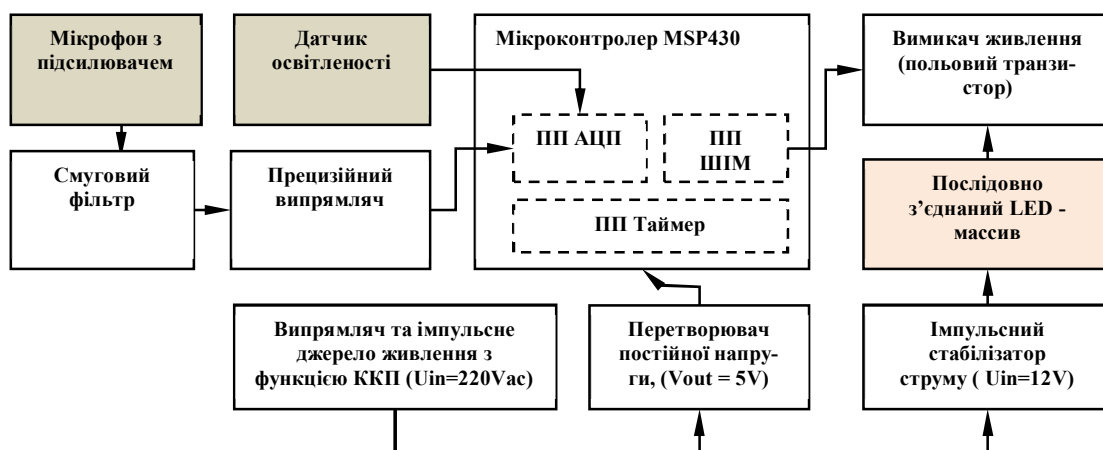 Мікрофон з
підсилювачем
Датчик
освітленості
Мікроконтролер MSP430
Вимикач живлення
(польовий транзи-
стор)
ПП АЦП
ПП
ШІМ
Смуговий
фільтр
Прецизійний
випрямляч
ПП Таймер
Послідовно
з’єднаний LED -
массив
Випрямляч та імпульсне
джерело живлення з
функцією ККП (Uin=220Vac)
Перетворювач
постійної напру-
ги, (Vout = 5V)
Імпульсний
стабілізатор
струму ( Uin=12V)